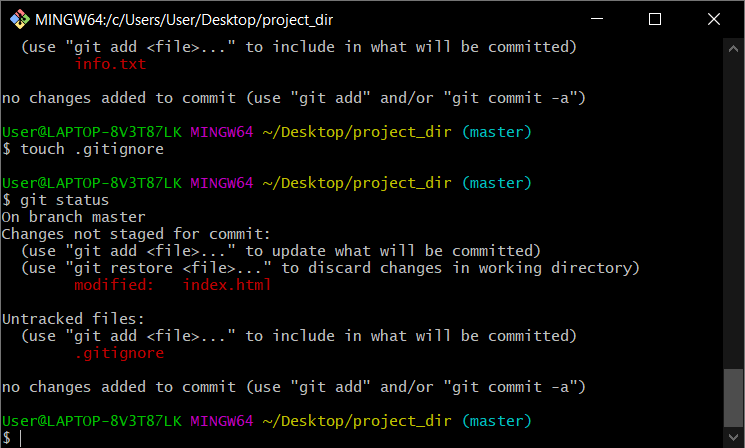 MINGW64:/c/Users/User/Desktop/project_dir
(use "git add <file>..." to include in what will be committed)
info.txt
no changes added to commit (use "git add" and/or "git commit -a")
User@LAPTOP-8V3T87LK MINGW64 ~/Desktop/project_dir (master)
$ touch .gitignore
User@LAPTOP-8V3T87LK MINGW64 ~/Desktop/project_dir (master)
$ git status
On branch master
Changes not staged for commit:
(use "git add <file>..." to update what will be committed)
(use "git restore <file>..." to discard changes in working directory)
modified:   index.html
Untracked files:
(use "git add <file>..." to include in what will be committed)
.gitignore
no changes added to commit (use "git add" and/or "git commit -a")
User@LAPTOP-8V3T87LK MINGW64 ~/Desktop/project_dir (master)
$